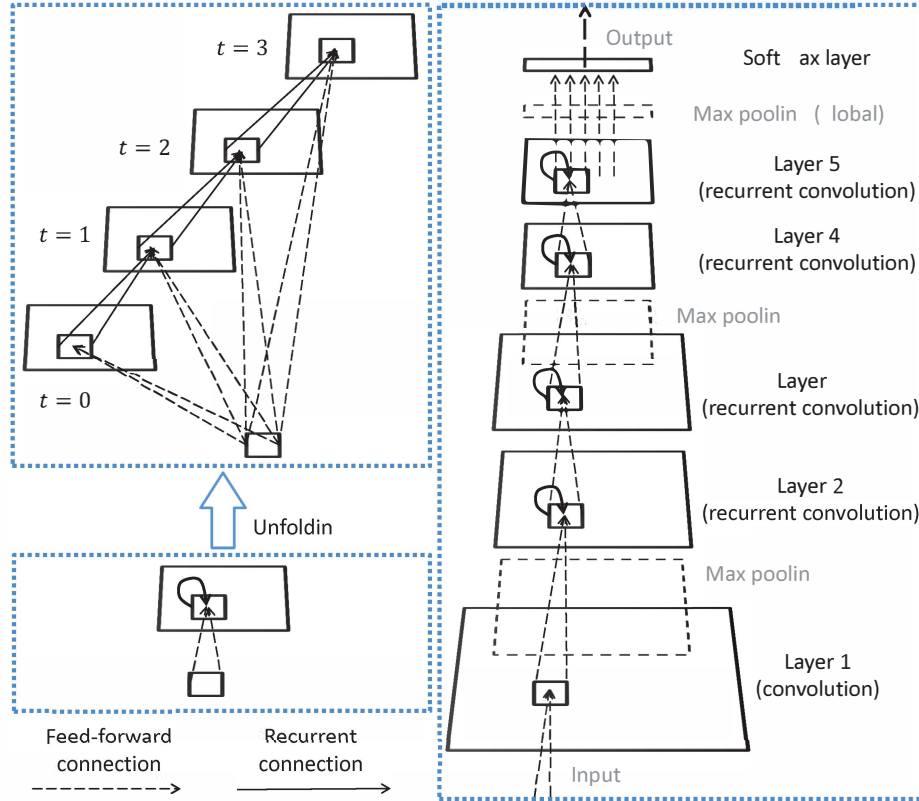 t = 3
t = 2
t = 1
t = 0
Unfoldin
Feed-forward
connection
Recurrent
connection
Output
Soft ax layer
Max poolin ( lobal)
Layer 5
(recurrent convolution)
Layer 4
(recurrent convolution)
Max poolin
Layer
(recurrent convolution)
Layer 2
(recurrent convolution)
Max poolin
Layer 1
(convolution)
Input